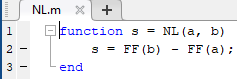 NL.m
1 function s = NL(a, b)
2 s = FF(b) - FF(a);
3 end